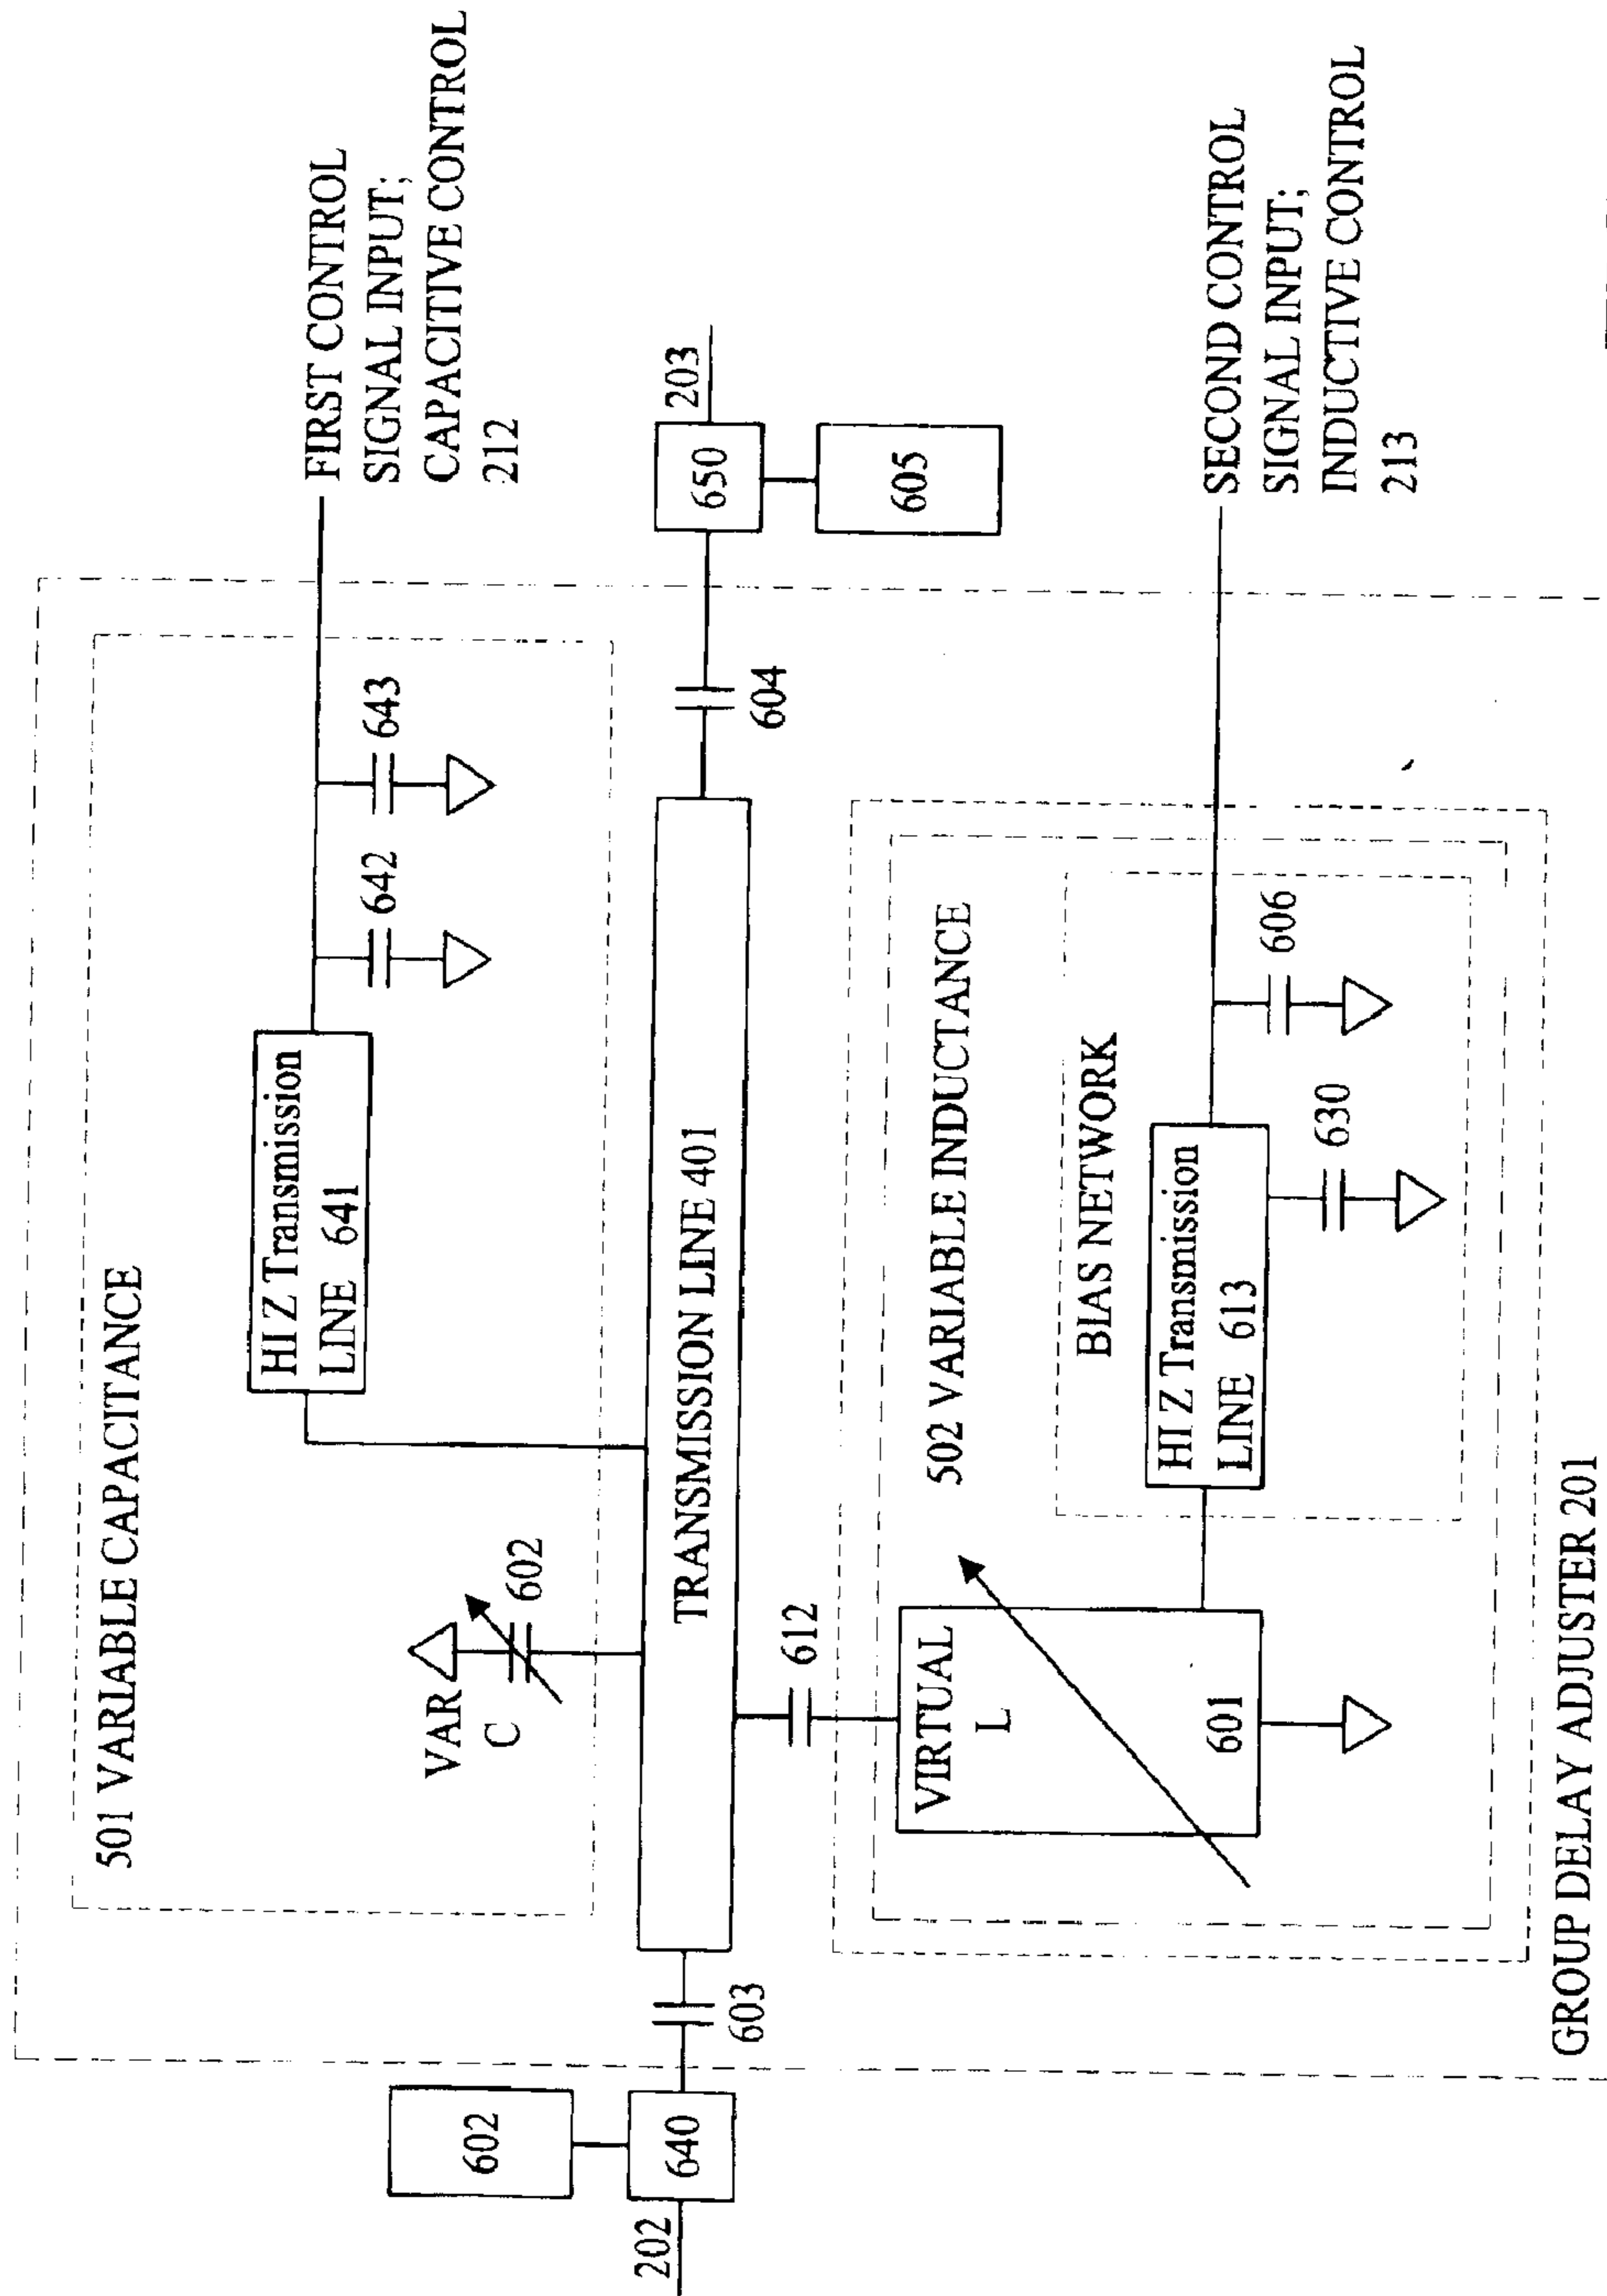 501 VARIABLE CAPACITANCE
HI Z Transmission
LINE 641
642
643
VAR
C
602
FIRST CONTROL
SIGNAL INPUT;
CAPACITIVE CONTROL
212
602
640
202
603
TRANSMISSION LINE 401
604
650
203
605
612
502 VARIABLE INDUCTANCE
BIAS NETWORK
VIRTUAL
L
601
HI Z Transmission
LINE 613
630
606
SECOND CONTROL
SIGNAL INPUT;
INDUCTIVE CONTROL
213
GROUP DELAY ADJUSTER 201